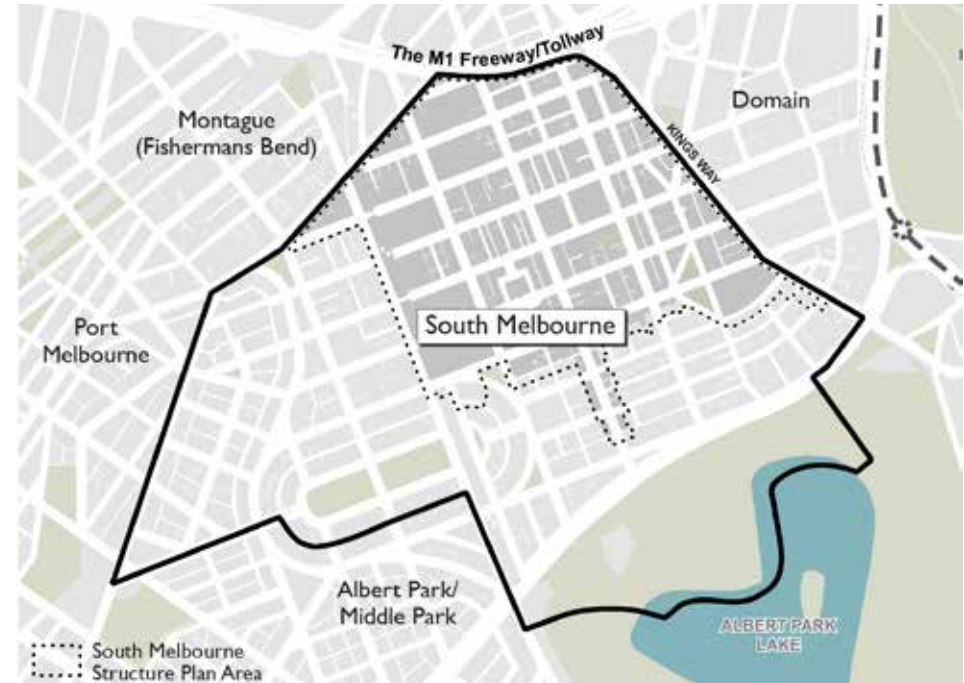 The M1 Freeway/Tollway
Montague
(Fishermans Bend)
Domain
KINGS WAY
Port
Melbourne
South Melbourne
Albert Park/
Middle Park
ALBERT PARK
LAKE
South Melbourne
Structure Plan Area